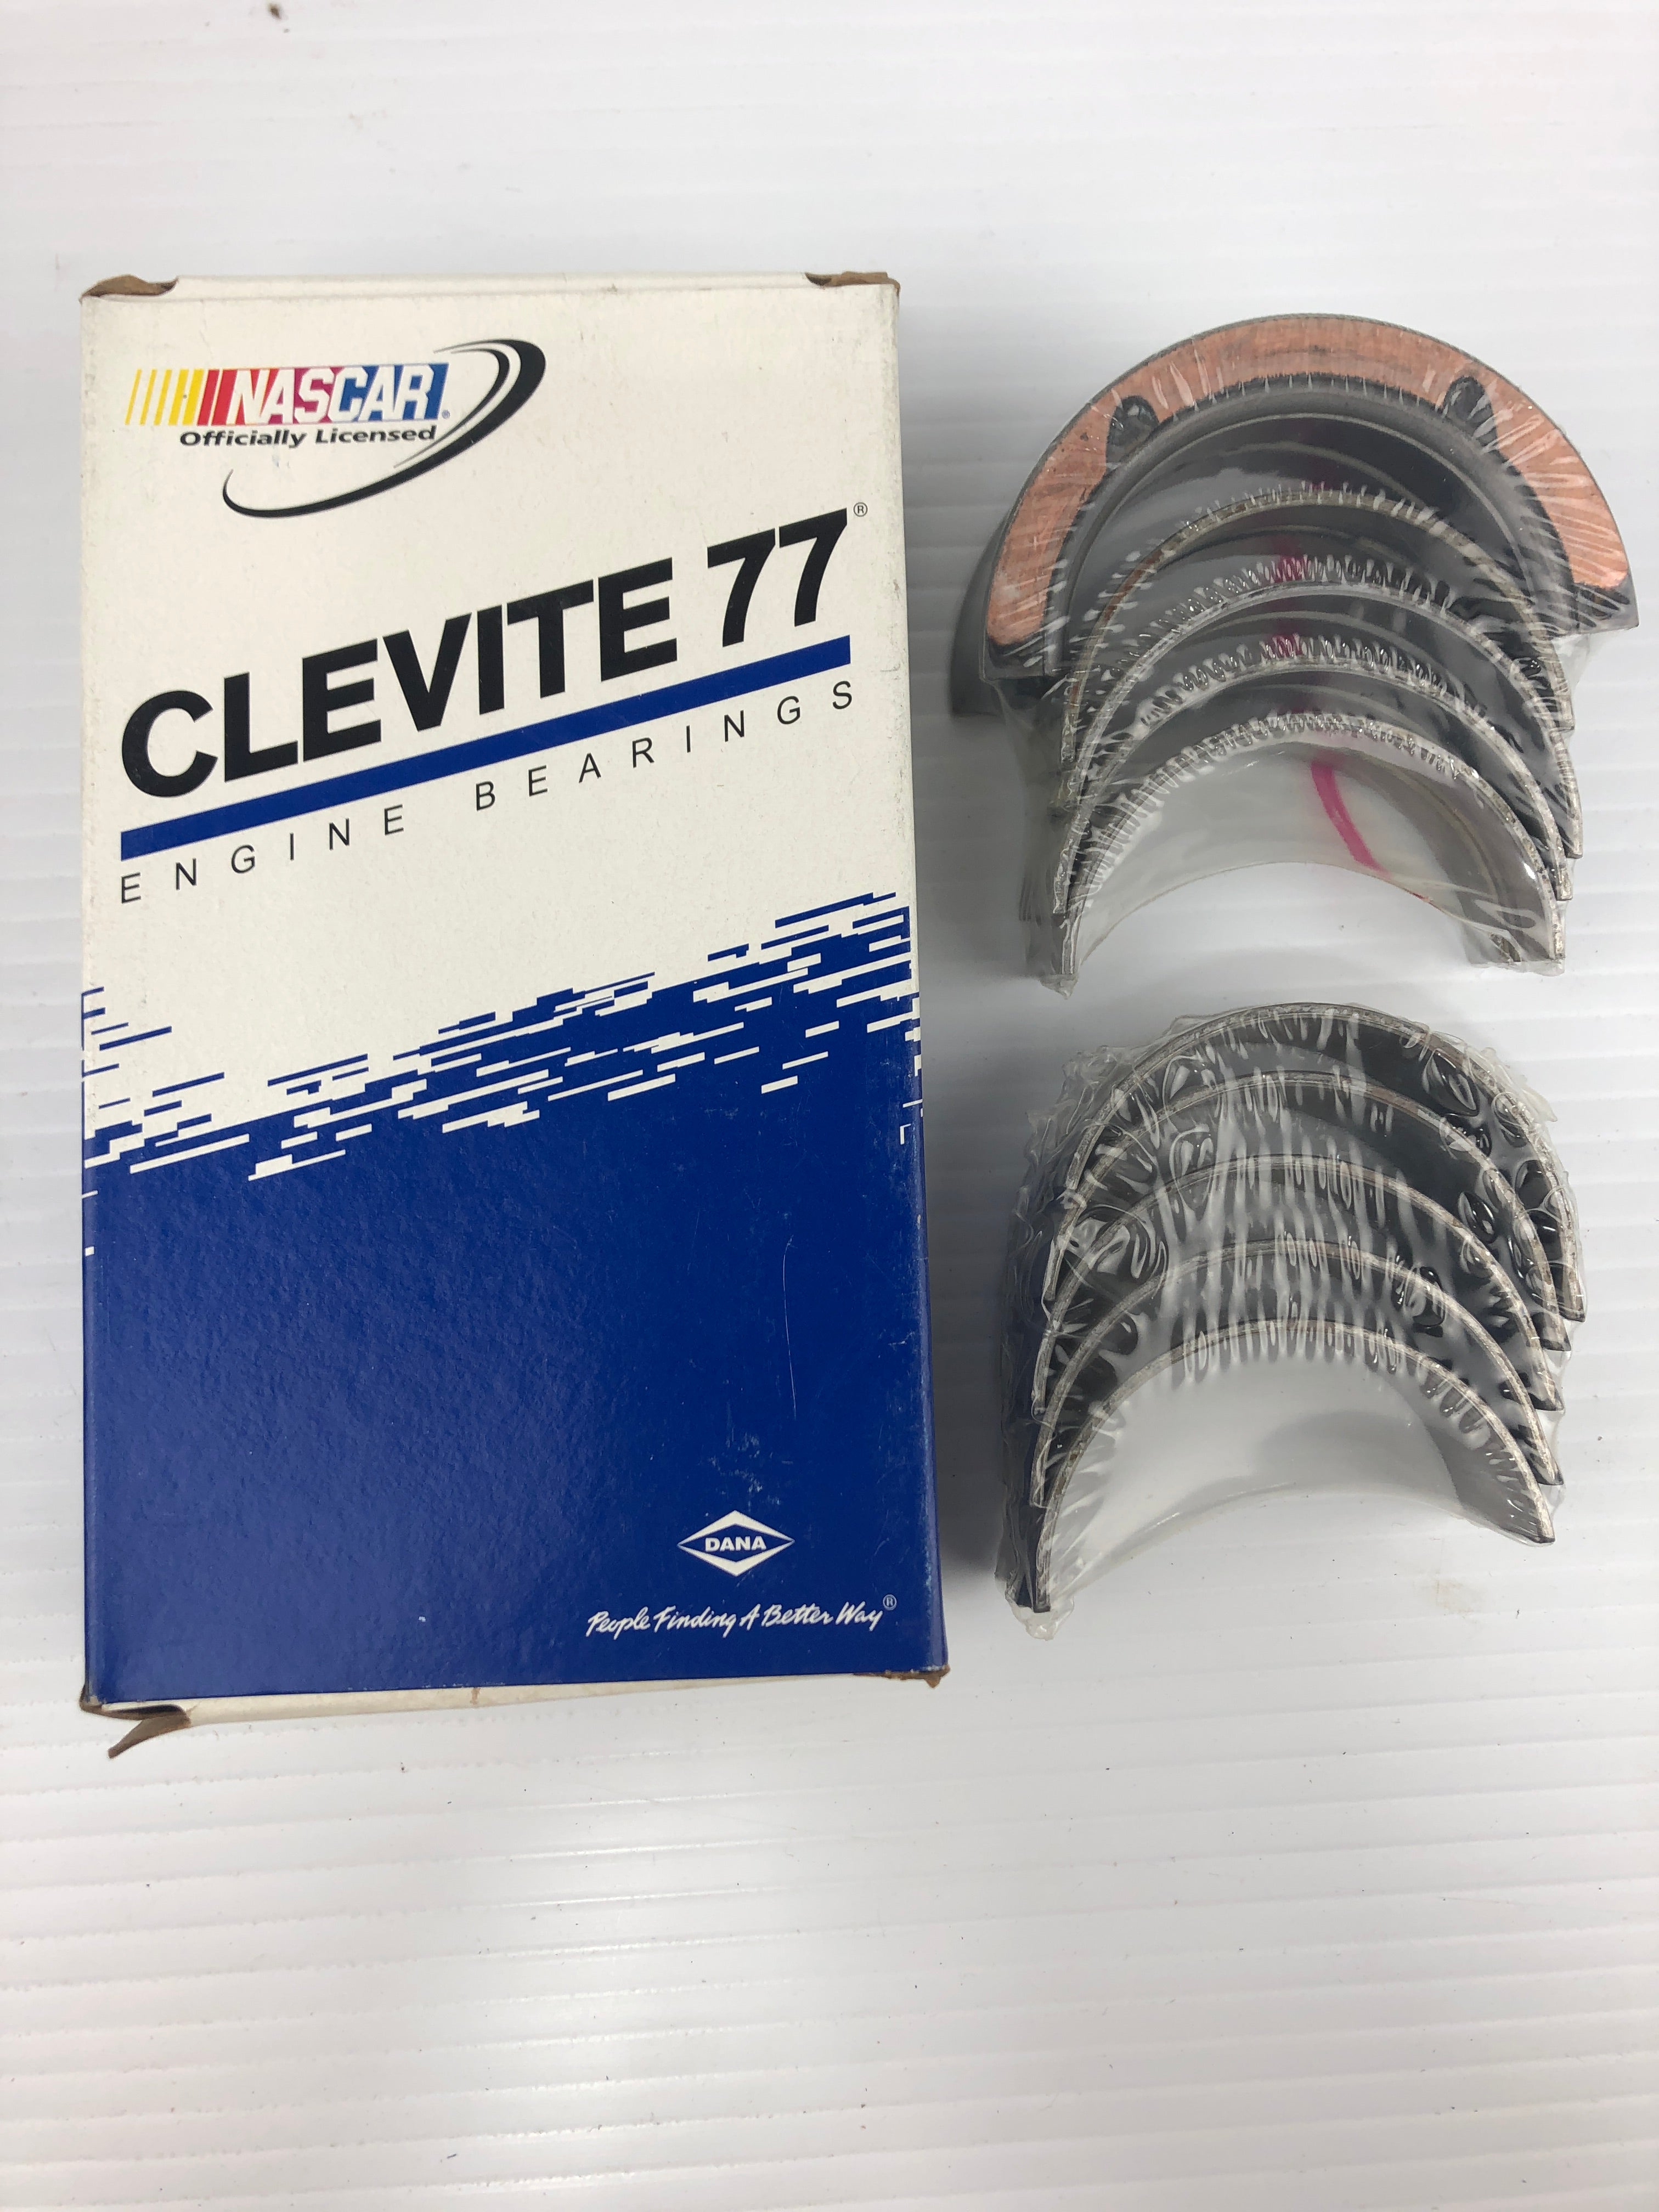 NASCAR®
Officially Licensed
CLEVITE 77®
ENGINE BEARINGS
DANA
People Finding A Better Way®